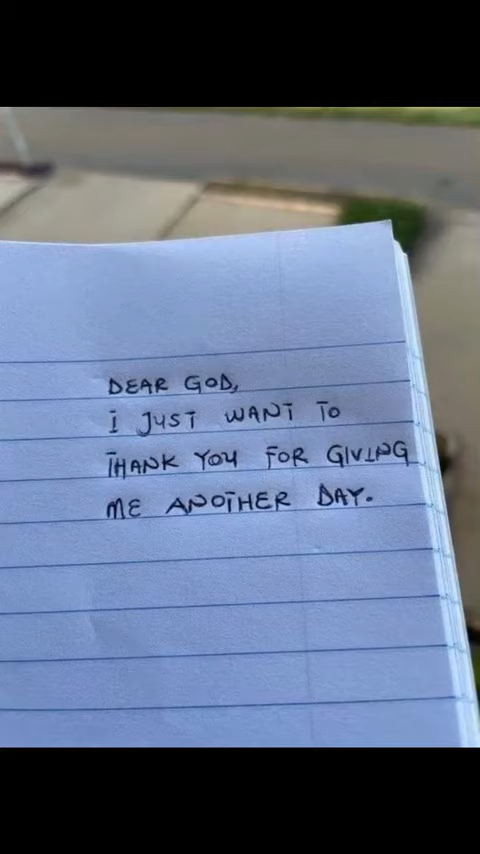 DEAR GOD,
I JUST WANT TO
THANK YOU FOR GIVING
ME ANOTHER DAY.